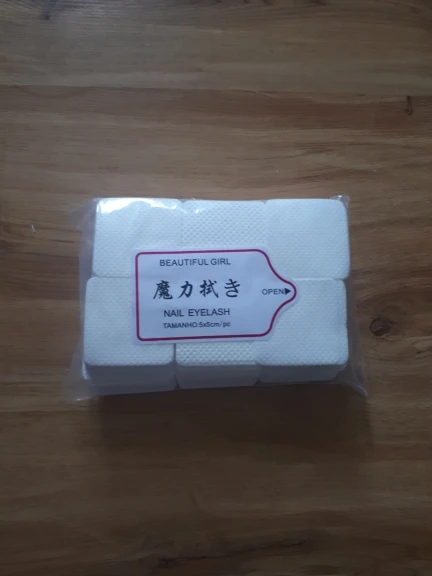 BEAUTIFUL GIRL
魔力拭き
OPEN▶
NAIL EYELASH
TAMANHO:5x5cm/pc